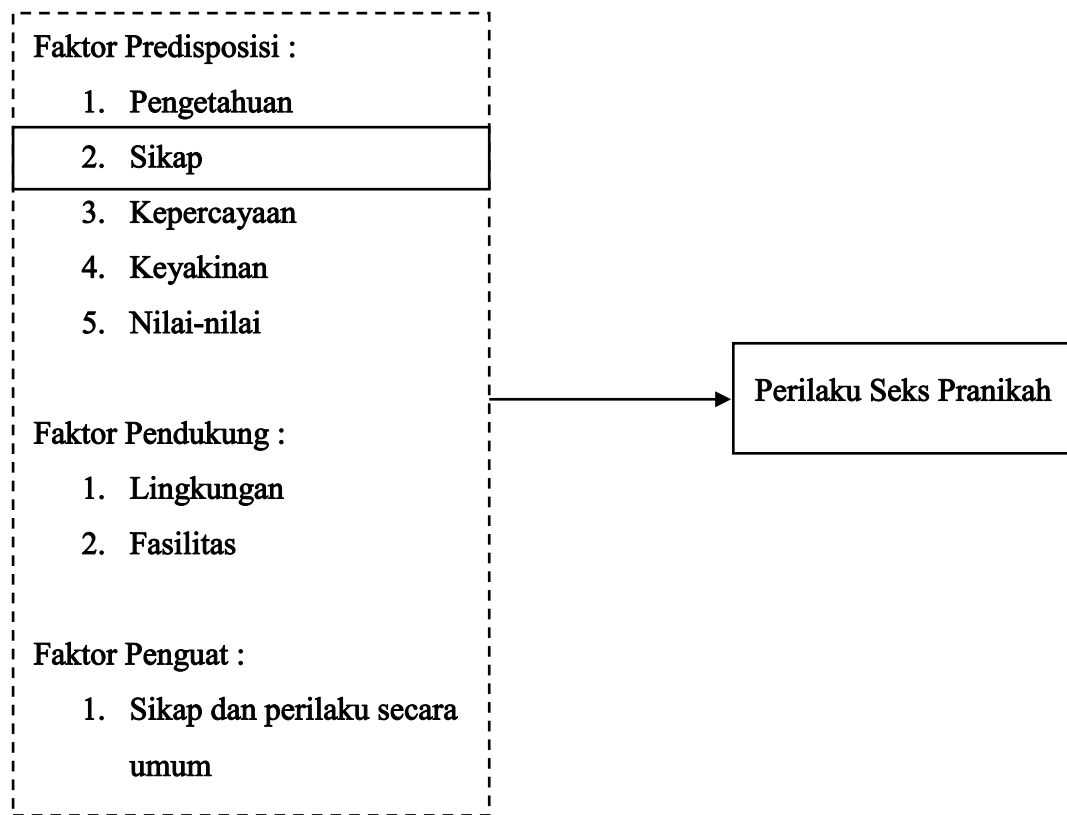 Faktor Predisposisi :
1. Pengetahuan
2. Sikap
3. Kepercayaan
4. Keyakinan
5. Nilai-nilai
Faktor Pendukung :
1. Lingkungan
2. Fasilitas
Faktor Penguat :
1. Sikap dan perilaku secara
umum
Perilaku Seks Pranikah